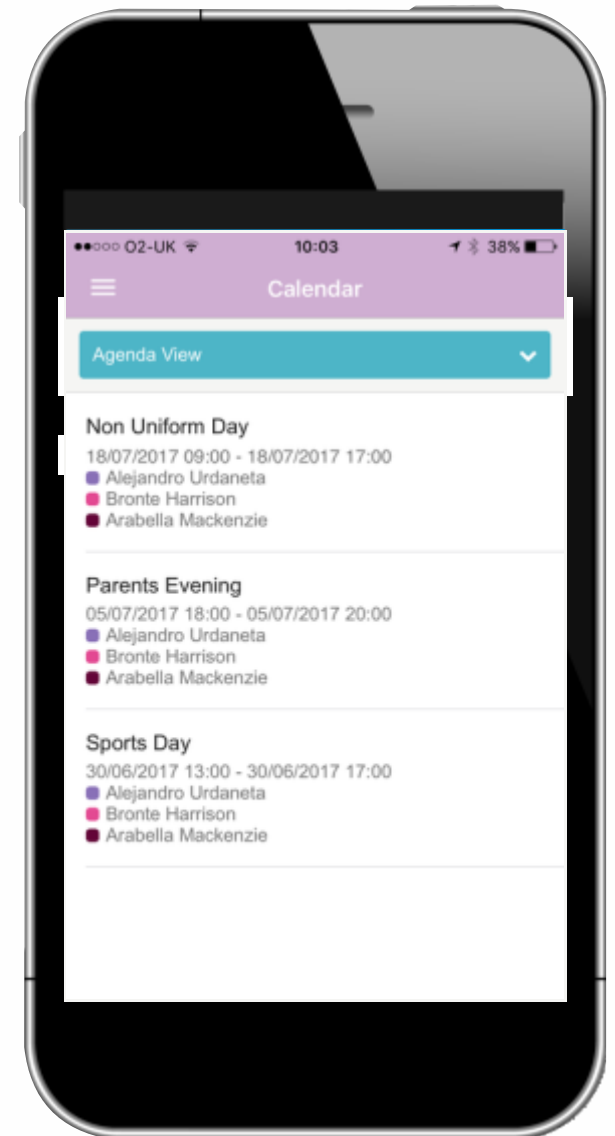 O2-UK 10:03 38%
Calendar
Agenda View
Non Uniform Day
18/07/2017 09:00 - 18/07/2017 17:00
Alejandro Urdaneta
Bronte Harrison
Arabella Mackenzie
Parents Evening
05/07/2017 18:00 - 05/07/2017 20:00
Alejandro Urdaneta
Bronte Harrison
Arabella Mackenzie
Sports Day
30/06/2017 13:00 - 30/06/2017 17:00
Alejandro Urdaneta
Bronte Harrison
Arabella Mackenzie